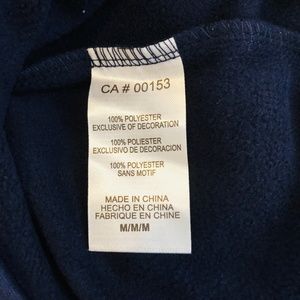 CA # 00153
100% POLYESTER
EXCLUSIVE OF DECORATION
100% POLIESTER
EXCLUSIVO DE DECORACION
100% POLYESTER
SANS MOTIF
MADE IN CHINA
HECHO EN CHINA
FABRIQUE EN CHINE
M/M/M